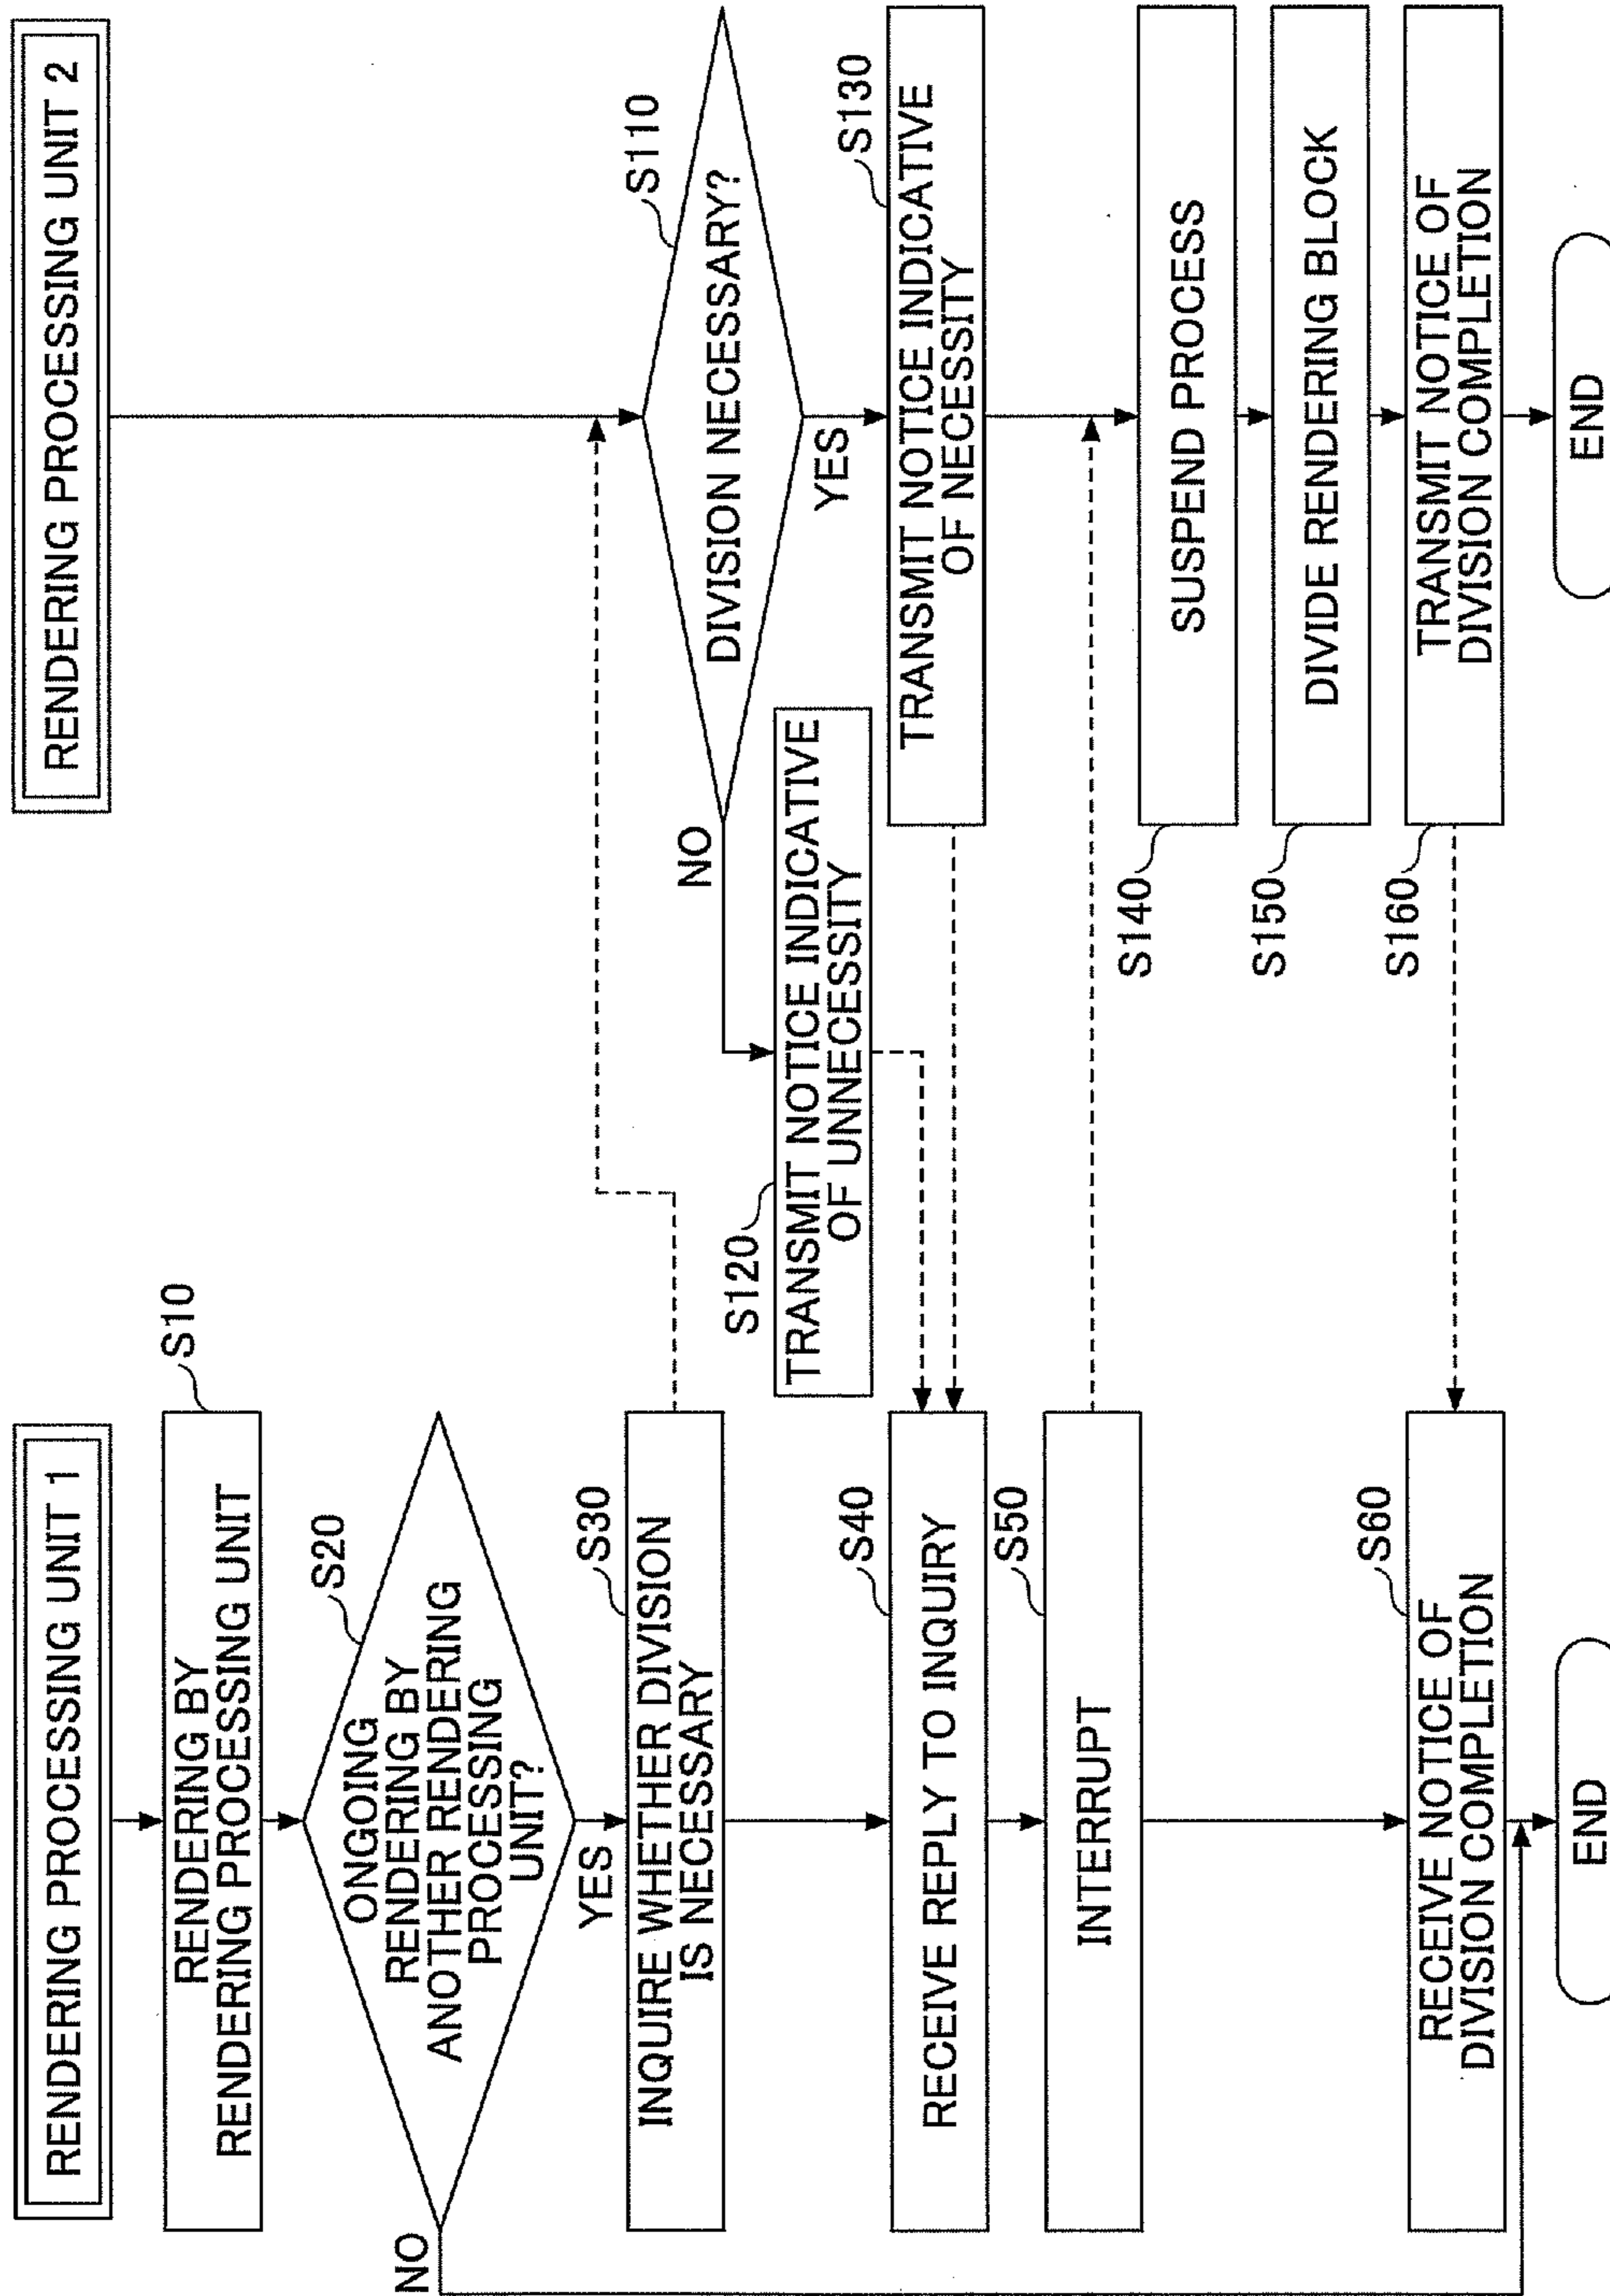 RENDERING PROCESSING UNIT 1
S10
RENDERING BY
RENDERING PROCESSING UNIT
S20
ONGOING
RENDERING BY
ANOTHER RENDERING
PROCESSING
UNIT?
NO
YES
S30
INQUIRE WHETHER DIVISION
IS NECESSARY
S40
RECEIVE REPLY TO INQUIRY
S50
INTERRUPT
S60
RECEIVE NOTICE OF
DIVISION COMPLETION
END
RENDERING PROCESSING UNIT 2
S110
DIVISION NECESSARY?
NO
YES
S120
TRANSMIT NOTICE INDICATIVE
OF UNNECESSITY
S130
TRANSMIT NOTICE INDICATIVE
OF NECESSITY
S140
SUSPEND PROCESS
S150
DIVIDE RENDERING BLOCK
S160
TRANSMIT NOTICE OF
DIVISION COMPLETION
END